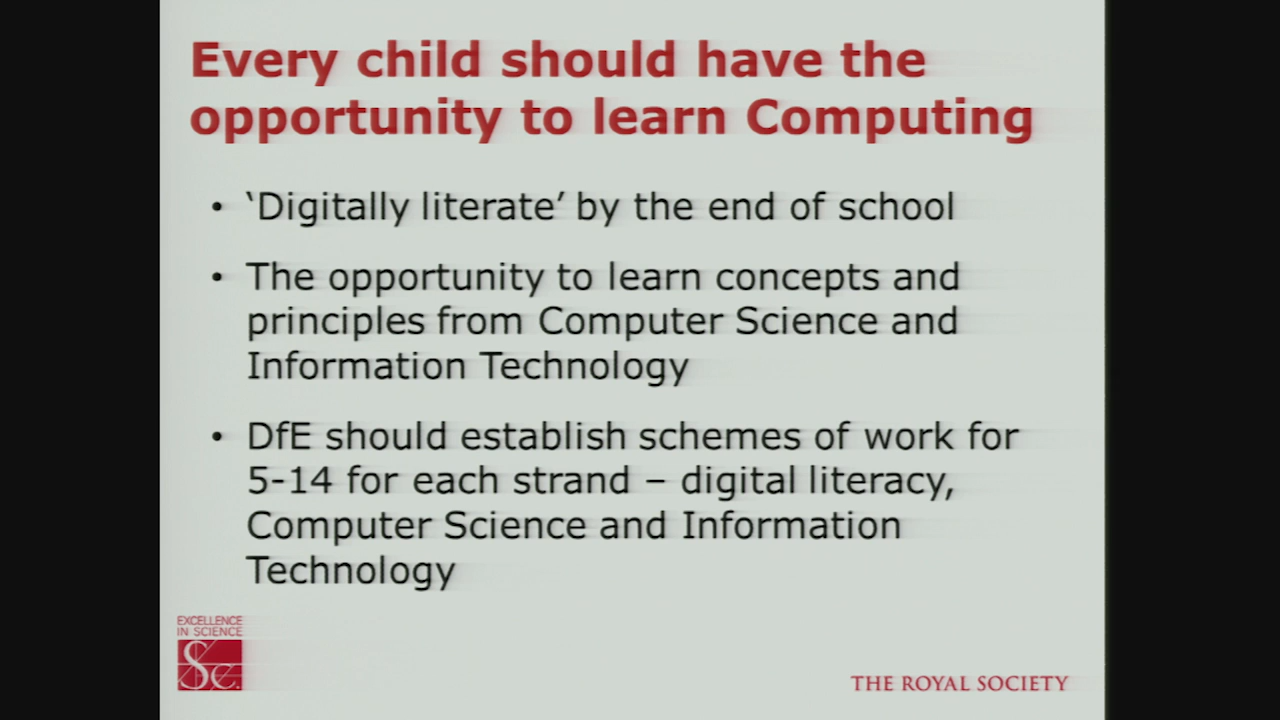 Every child should have the
opportunity to learn Computing
• ‘Digitally literate’ by the end of school
• The opportunity to learn concepts and
principles from Computer Science and
Information Technology
• DfE should establish schemes of work for
5-14 for each strand – digital literacy,
Computer Science and Information
Technology
EXCELLENCE
IN SCIENCE
Sc.
THE ROYAL SOCIETY